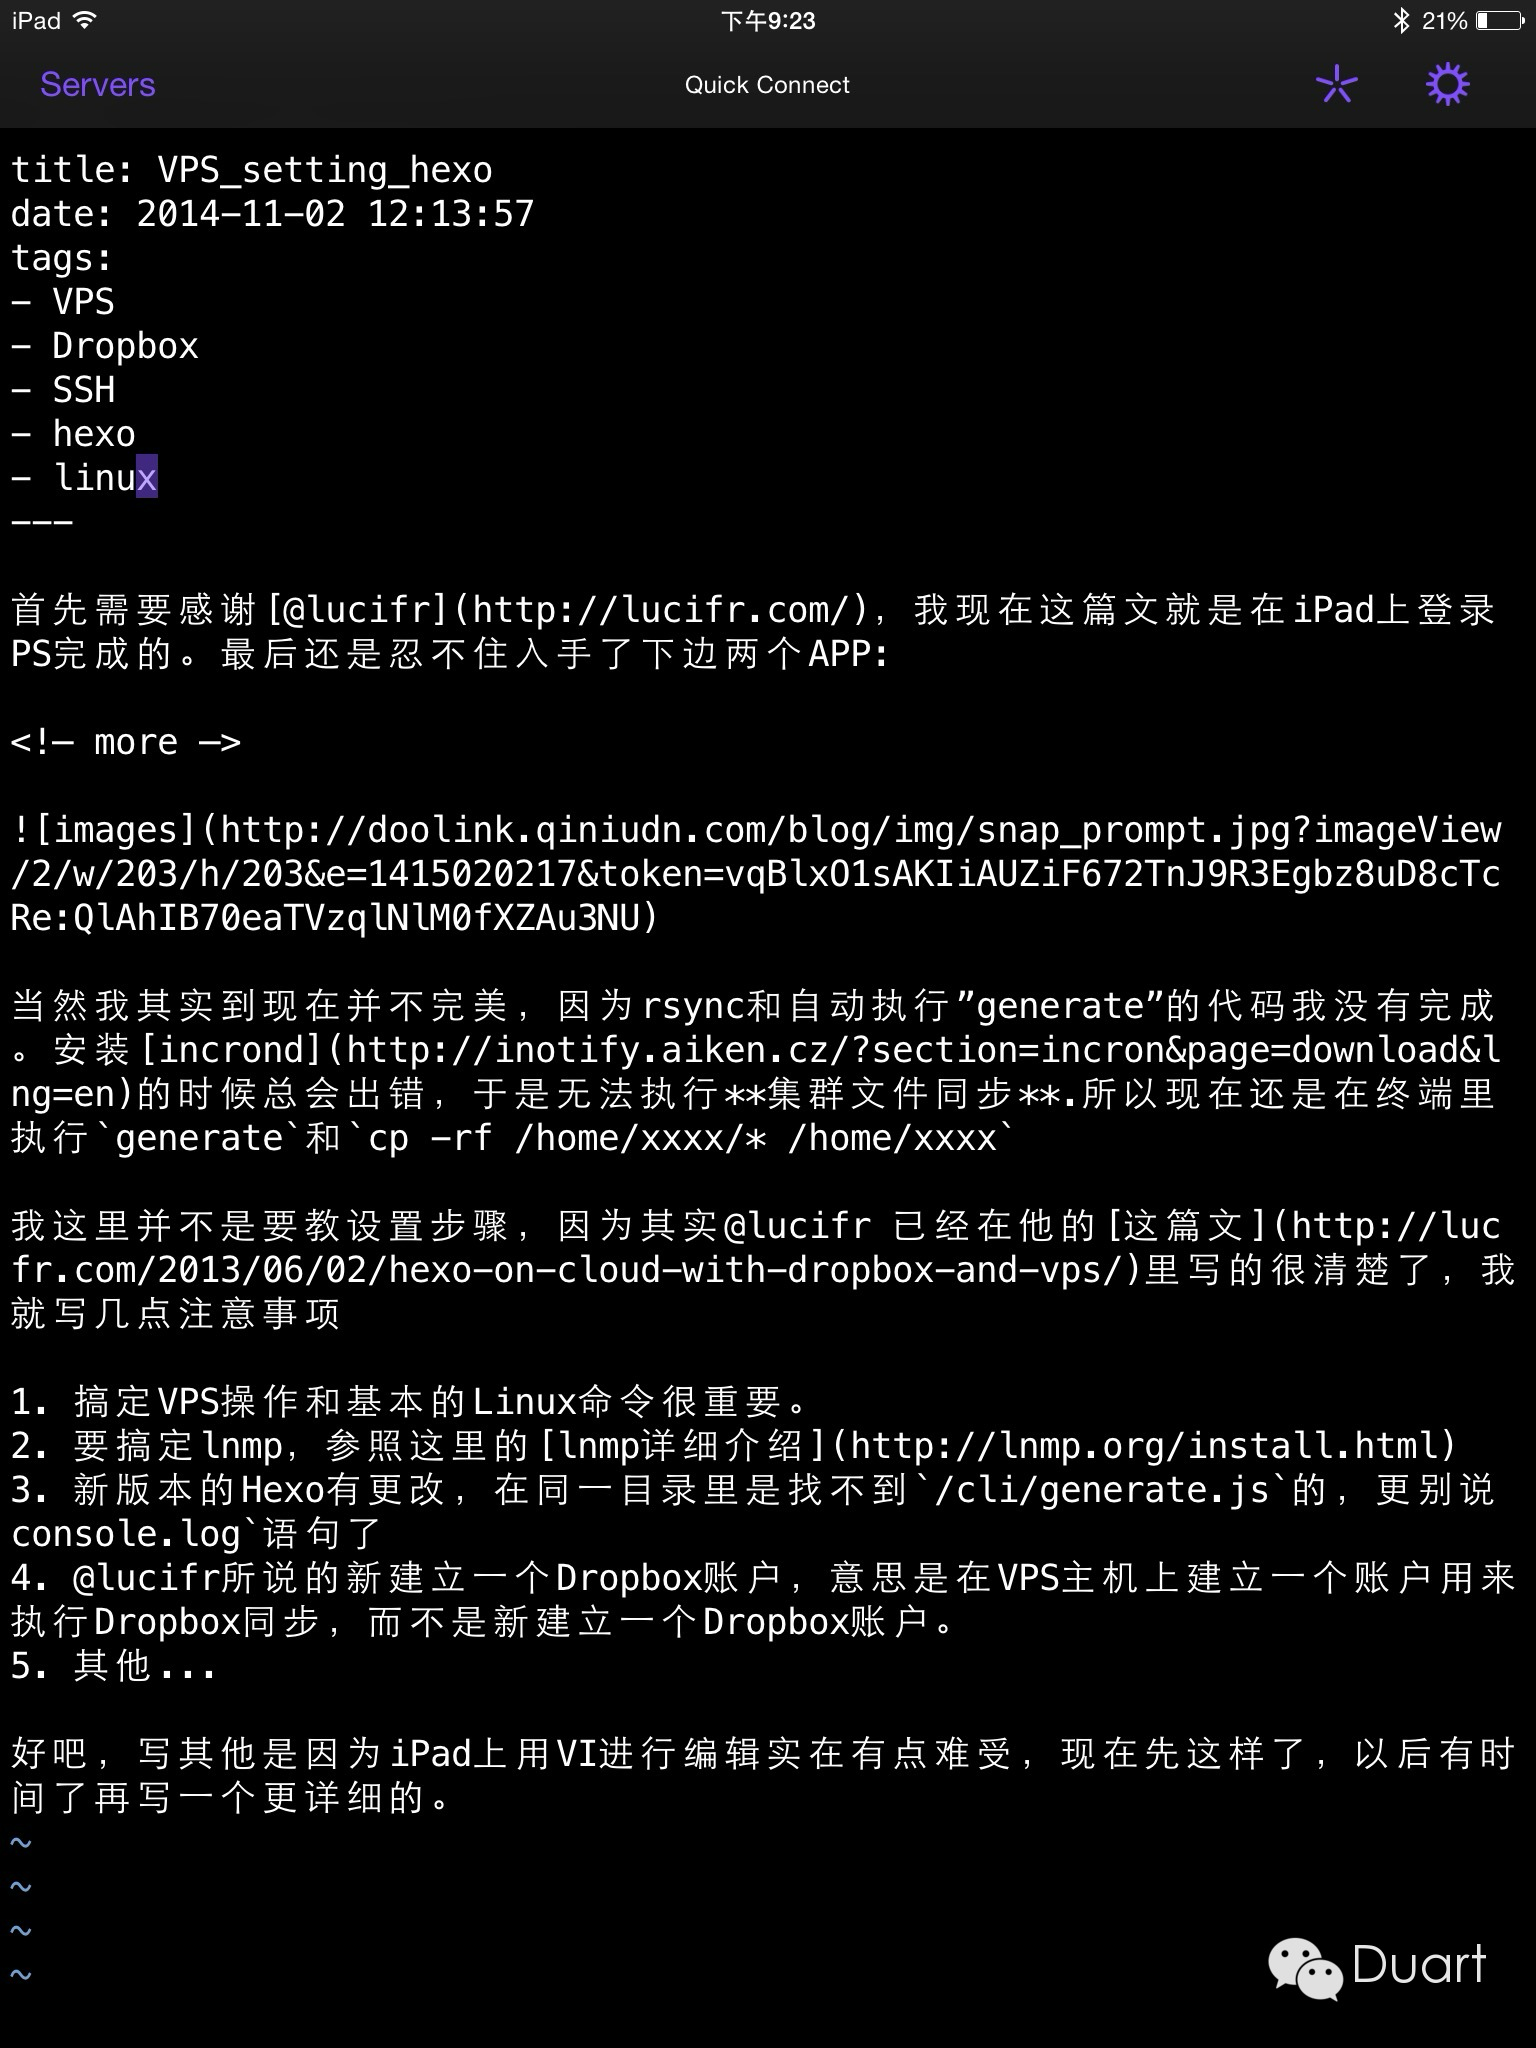 iPad 下午9:23 21%
Servers Quick Connect
title: VPS_setting_hexo
date: 2014-11-02 12:13:57
tags:
- VPS
- Dropbox
- SSH
- hexo
- linux
---
首先需要感谢[@lucifr](http://lucifr.com/)，我现在这篇文就是在iPad上登录
PS完成的。最后还是忍不住入手了下边两个APP:
<!— more —>
![images](http://doolink.qiniudn.com/blog/img/snap_prompt.jpg?imageView
/2/w/203/h/203&e=1415020217&token=vqBlxO1sAKIiAUZiF672TnJ9R3Egbz8uD8cTc
Re:QlAhIB70eaTVzqlNlM0fXZAu3NU)
当然我其实到现在并不完美，因为rsync和自动执行”generate”的代码我没有完成
。安装[incrond](http://inotify.aiken.cz/?section=incron&page=download&l
ng=en)的时候总会出错，于是无法执行**集群文件同步**.所以现在还是在终端里
执行`generate`和`cp -rf /home/xxxx/* /home/xxxx`
我这里并不是要教设置步骤，因为其实@lucifr 已经在他的[这篇文](http://luc
fr.com/2013/06/02/hexo-on-cloud-with-dropbox-and-vps/)里写的很清楚了，我
就写几点注意事项
1. 搞定VPS操作和基本的Linux命令很重要。
2. 要搞定lnmp，参照这里的[lnmp详细介绍](http://lnmp.org/install.html)
3. 新版本的Hexo有更改，在同一目录里是找不到`/cli/generate.js`的，更别说
console.log`语句了
4. @lucifr所说的新建立一个Dropbox账户，意思是在VPS主机上建立一个账户用来
执行Dropbox同步，而不是新建立一个Dropbox账户。
5. 其他...
好吧，写其他是因为iPad上用VI进行编辑实在有点难受，现在先这样了，以后有时
间了再写一个更详细的。
~
~
~
~
Duart